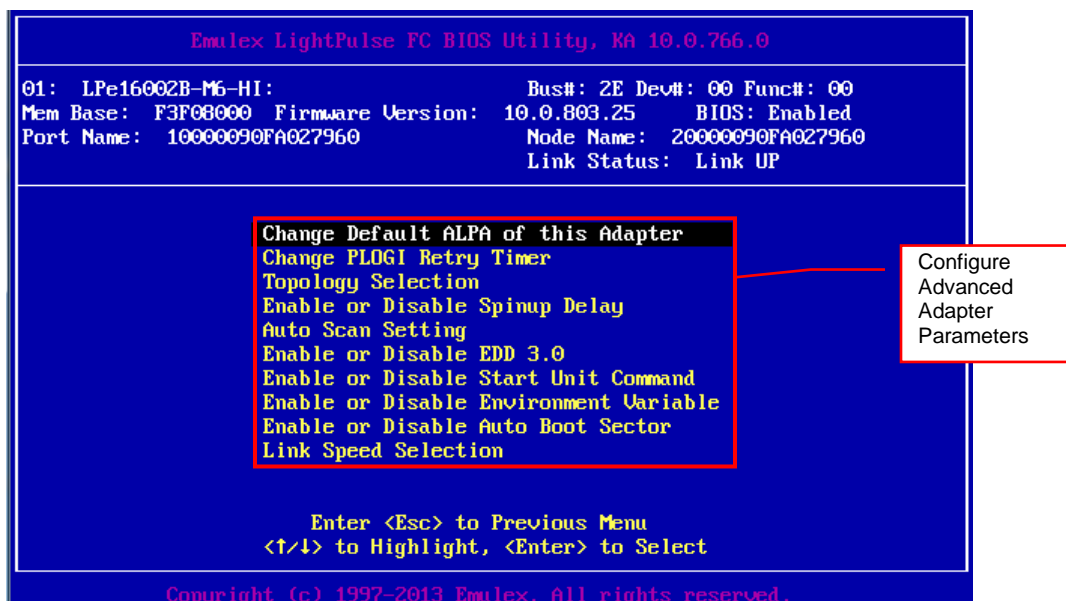 Emulex LightPulse FC BIOS Utility, KA 10.0.766.0
01: LPe16002B-M6-HI: Bus#: 2E Dev#: 00 Func#: 00
Mem Base: F3F08000 Firmware Version: 10.0.803.25 BIOS: Enabled
Port Name: 10000090FA027960 Node Name: 20000090FA027960
Link Status: Link UP
Change Default ALPA of this Adapter
Change PLOGI Retry Timer
Topology Selection
Enable or Disable Spinup Delay
Auto Scan Setting
Enable or Disable EDD 3.0
Enable or Disable Start Unit Command
Enable or Disable Environment Variable
Enable or Disable Auto Boot Sector
Link Speed Selection
Configure
Advanced
Adapter
Parameters
Enter <Esc> to Previous Menu
<↑/↓> to Highlight, <Enter> to Select
Copyright (c) 1997-2013 Emulex. All rights reserved.